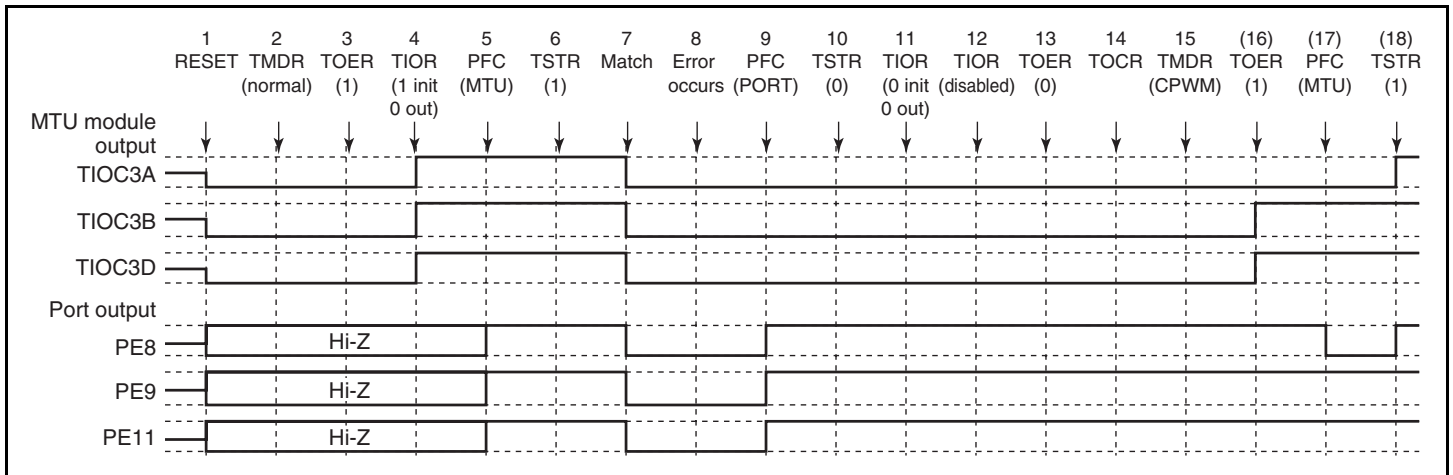 1 2 3 4 5 6 7 8 9 10 11 12 13 14 15 (16) (17) (18)
RESET TMDR TOER TIOR PFC TSTR Match Error PFC TSTR TIOR TIOR TOER TOCR TMDR TOER PFC TSTR
(normal) (1) (1 init (MTU) (1) occurs (PORT) (0) (0 init (disabled) (0) (CPWM) (1) (MTU) (1)
0 out) 0 out)
MTU module
output
TIOC3A
TIOC3B
TIOC3D
Port output
PE8 Hi-Z
PE9 Hi-Z
PE11 Hi-Z